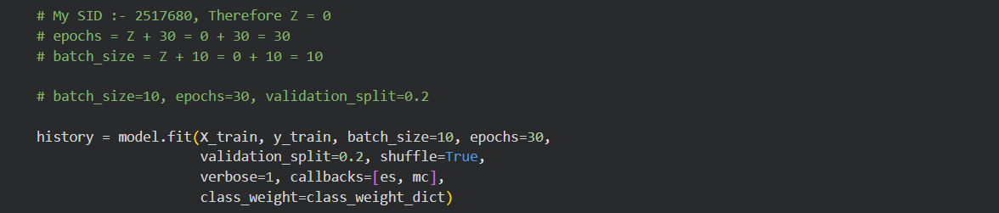 # My SID :- 2517680, Therefore Z = 0
# epochs = Z + 30 = 0 + 30 = 30
# batch_size = Z + 10 = 0 + 10 = 10
# batch_size=10, epochs=30, validation_split=0.2
history = model.fit(X_train, y_train, batch_size=10, epochs=30,
validation_split=0.2, shuffle=True,
verbose=1, callbacks=[es, mc],
class_weight=class_weight_dict)